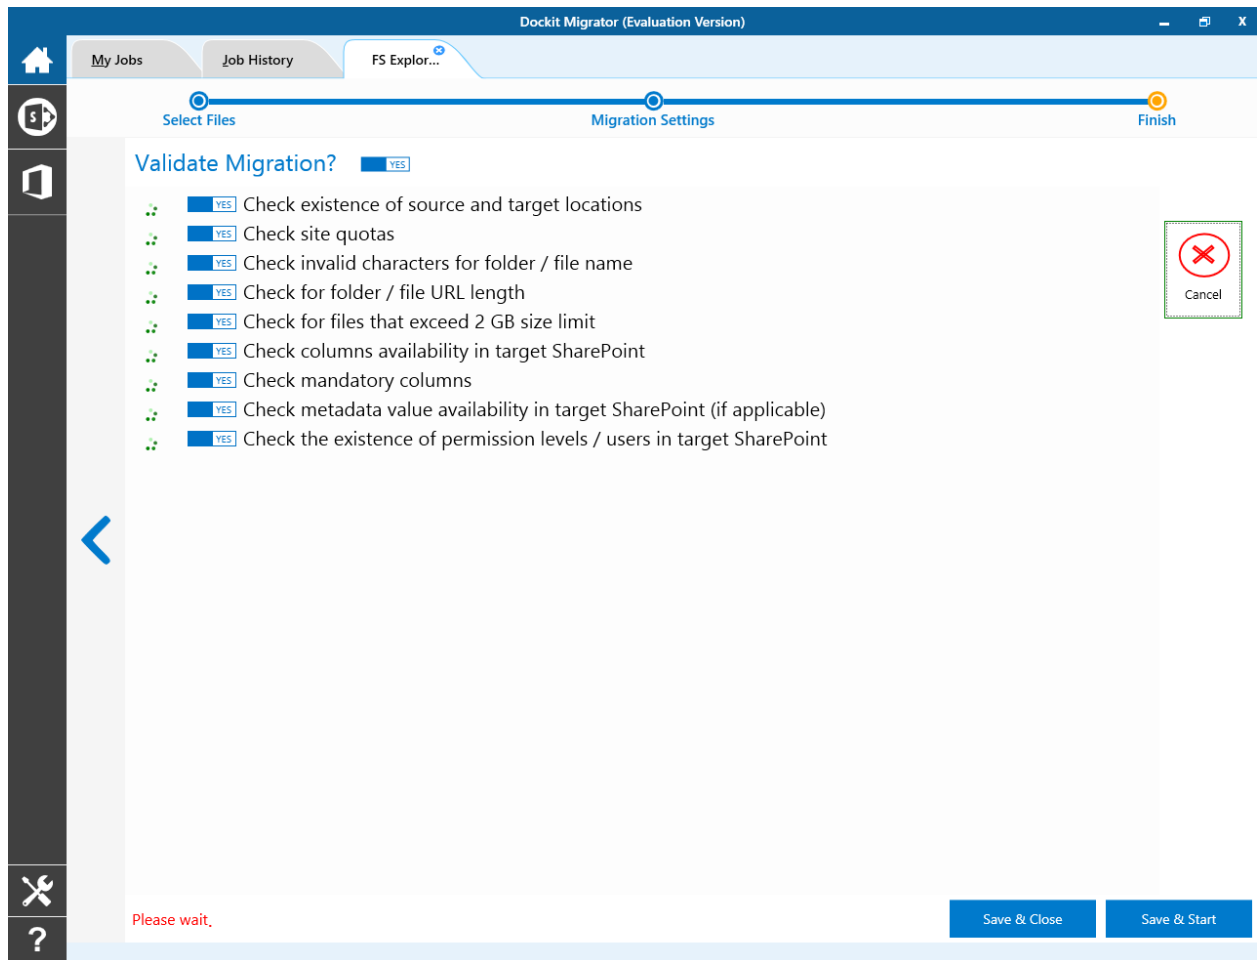 Dockit Migrator (Evaluation Version)
X
My Jobs
Job History
FS Explor...
Select Files
Migration Settings
Finish
Validate Migration? YES
YES Check existence of source and target locations
YES Check site quotas
YES Check invalid characters for folder / file name
YES Check for folder / file URL length
YES Check for files that exceed 2 GB size limit
YES Check columns availability in target SharePoint
YES Check mandatory columns
YES Check metadata value availability in target SharePoint (if applicable)
YES Check the existence of permission levels / users in target SharePoint
Cancel
Please wait.
Save & Close
Save & Start